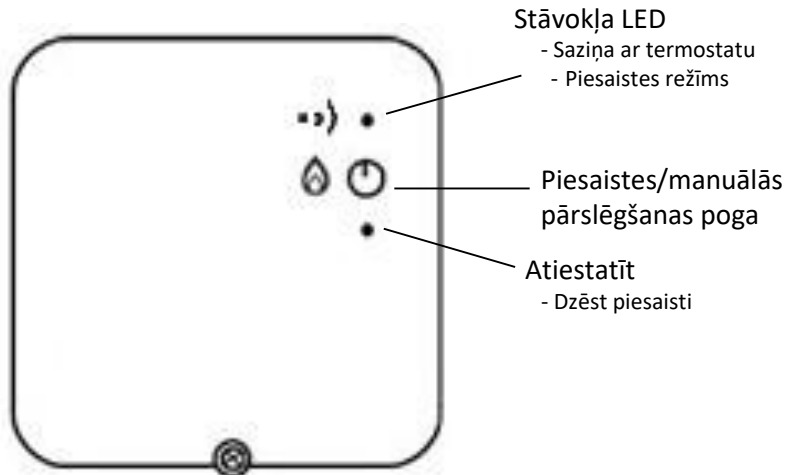 Stāvokļa LED
- Saziņa ar termostatu
- Piesaistes režīms
Piesaistes/manuālās
pārslēgšanas poga
Atiestatīt
- Dzēst piesaisti